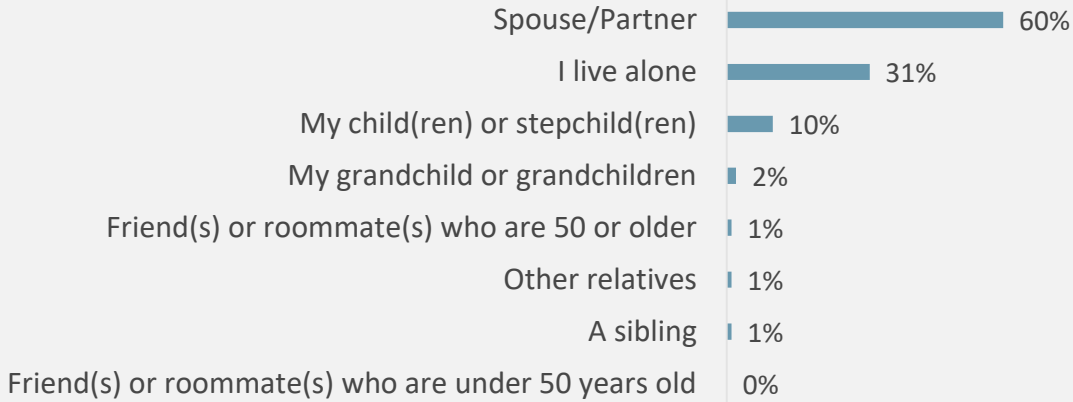 Spouse/Partner 60%
I live alone 31%
My child(ren) or stepchild(ren) 10%
My grandchild or grandchildren 2%
Friend(s) or roommate(s) who are 50 or older 1%
Other relatives 1%
A sibling 1%
Friend(s) or roommate(s) who are under 50 years old 0%